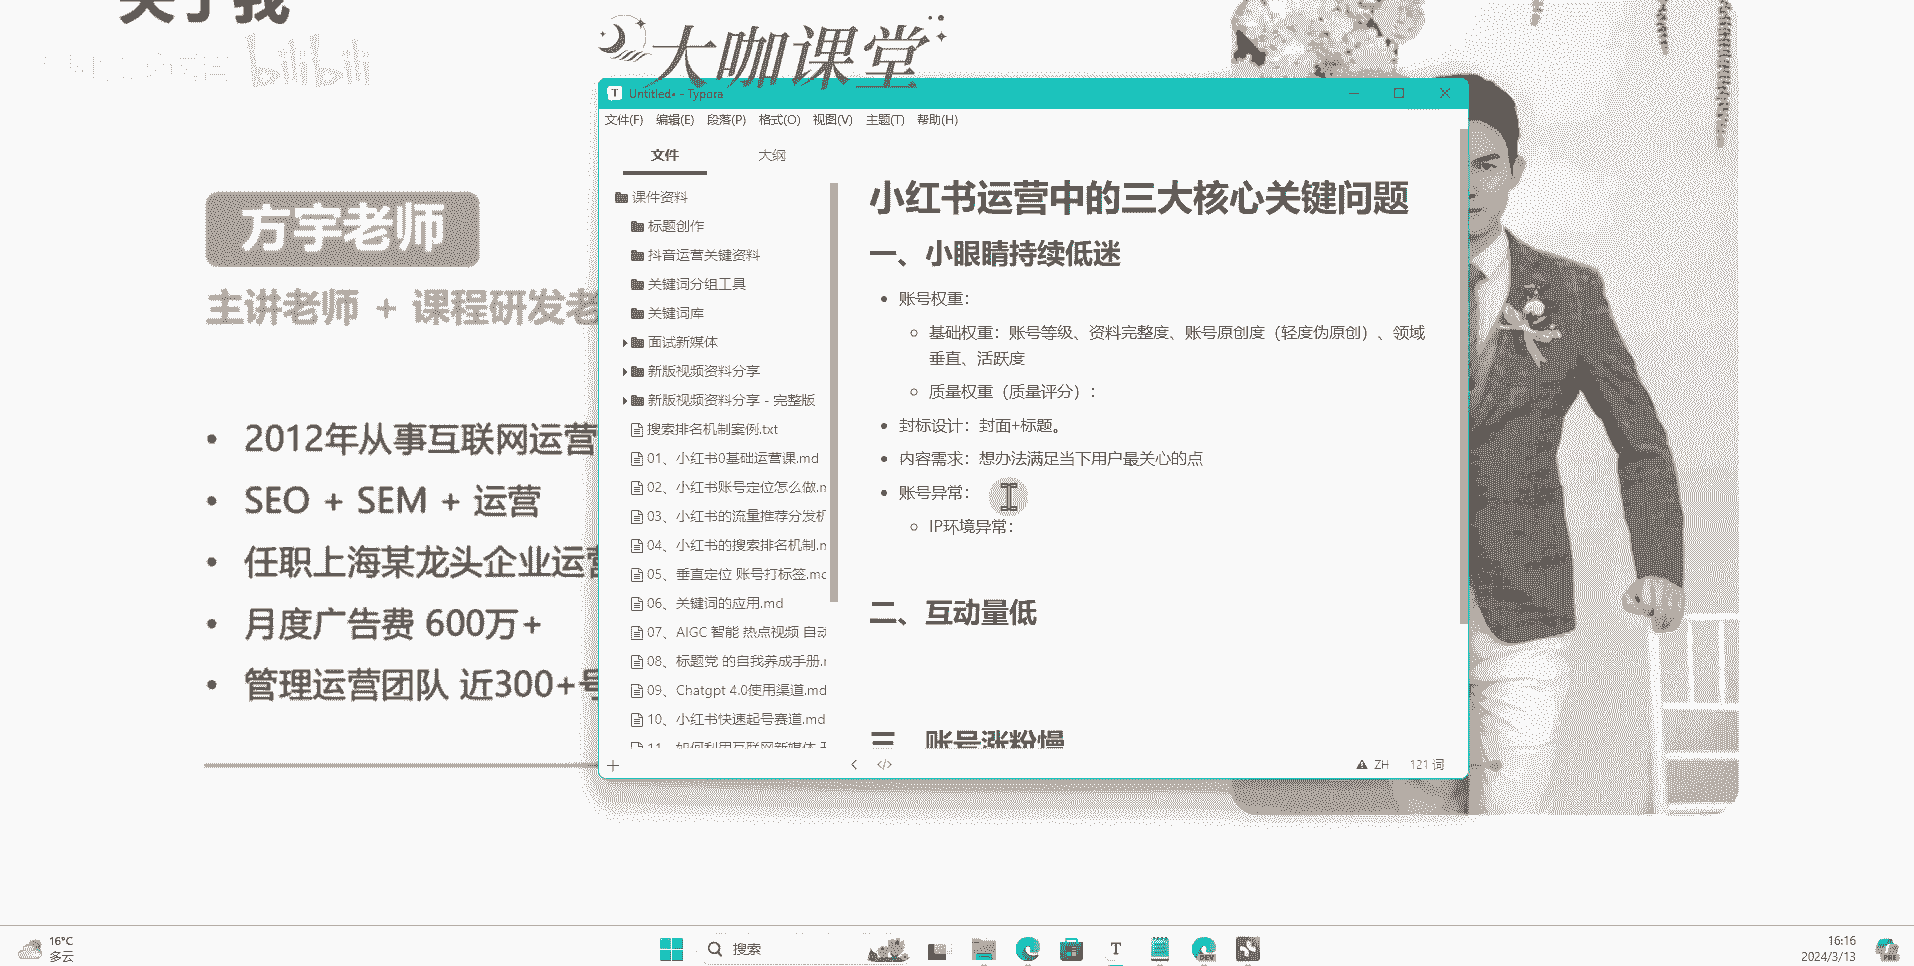 关于我
bilibili
大咖课堂
方宇老师
主讲老师 + 课程研发老
2012年从事互联网运营
SEO + SEM + 运营
任职上海某龙头企业运营
月度广告费 600万+
管理运营团队 近300+号
Untitled• - Typora
文件(F) 编辑(E) 段落(P) 格式(O) 视图(V) 主题(T) 帮助(H)
文件 大纲
课件资料
标题创作
抖音运营关键资料
关键词分组工具
关键词库
面试新媒体
新版视频资料分享
新版视频资料分享 - 完整版
搜索排名机制案例.txt
01、小红书0基础运营课.md
02、小红书账号定位怎么做.m
03、小红书的流量推荐分发机
04、小红书的搜索排名机制.m
05、垂直定位 账号打标签.md
06、关键词的应用.md
07、AIGC 智能 热点视频 自动
08、标题党 的自我养成手册.m
09、Chatgpt 4.0使用渠道.md
10、小红书快速起号赛道.md
11、如何利用互联网新媒体
小红书运营中的三大核心关键问题
一、小眼睛持续低迷
账号权重：
基础权重：账号等级、资料完整度、账号原创度（轻度伪原创）、领域
垂直、活跃度
质量权重（质量评分）：
封标设计：封面+标题。
内容需求：想办法满足当下用户最关心的点
账号异常：
IP环境异常：
二、互动量低
三、账号涨粉慢
ZH 121 词
16°C
多云
搜索
16:16
2024/3/13